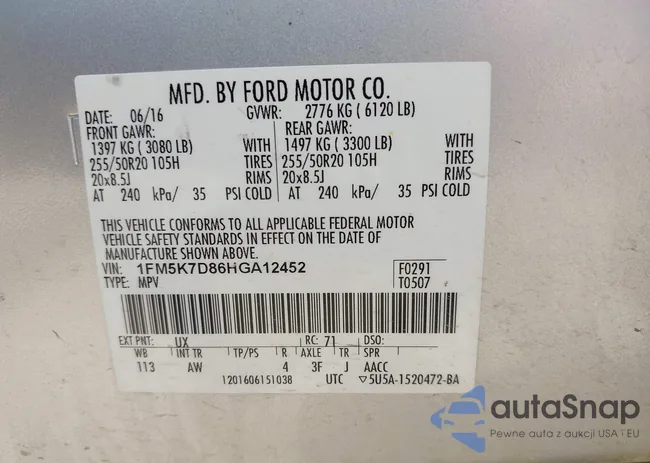 MFD. BY FORD MOTOR CO.
DATE: 06/16 GVWR: 2776 KG ( 6120 LB)
FRONT GAWR: REAR GAWR:
1397 KG ( 3080 LB) WITH 1497 KG ( 3300 LB) WITH
255/50R20 105H TIRES 255/50R20 105H TIRES
20x8.5J RIMS 20x8.5J RIMS
AT 240 kPa/ 35 PSI COLD AT 240 kPa/ 35 PSI COLD
THIS VEHICLE CONFORMS TO ALL APPLICABLE FEDERAL MOTOR
VEHICLE SAFETY STANDARDS IN EFFECT ON THE DATE OF
MANUFACTURE SHOWN ABOVE.
VIN: 1FM5K7D86HGA12452 F0291
TYPE: MPV T0507
EXT PNT: UX RC: 71 DSO:
WB INT TR TP/PS R AXLE TR SPR
113 AW 4 3F J AACC
1201606151038 UTC ▽5U5A-1520472-BA
autaSnap
Pewne auta z aukcji USA i EU